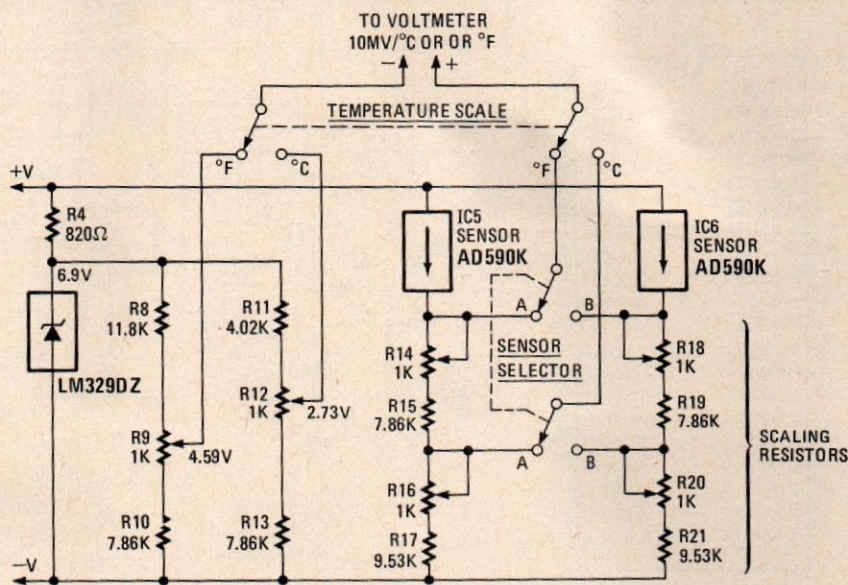 TO VOLTMETER
10MV/°C OR OR °F
− +
TEMPERATURE SCALE
°F °C °F °C
+V
R4
820Ω
6.9V
LM329DZ
R8
11.8K
R9
1K
4.59V
R10
7.86K
R11
4.02K
R12
1K
2.73V
R13
7.86K
IC5
SENSOR
AD590K
IC6
SENSOR
AD590K
A B
SENSOR
SELECTOR
A B
R14
1K
R15
7.86K
R16
1K
R17
9.53K
R18
1K
R19
7.86K
R20
1K
R21
9.53K
SCALING
RESISTORS
−V